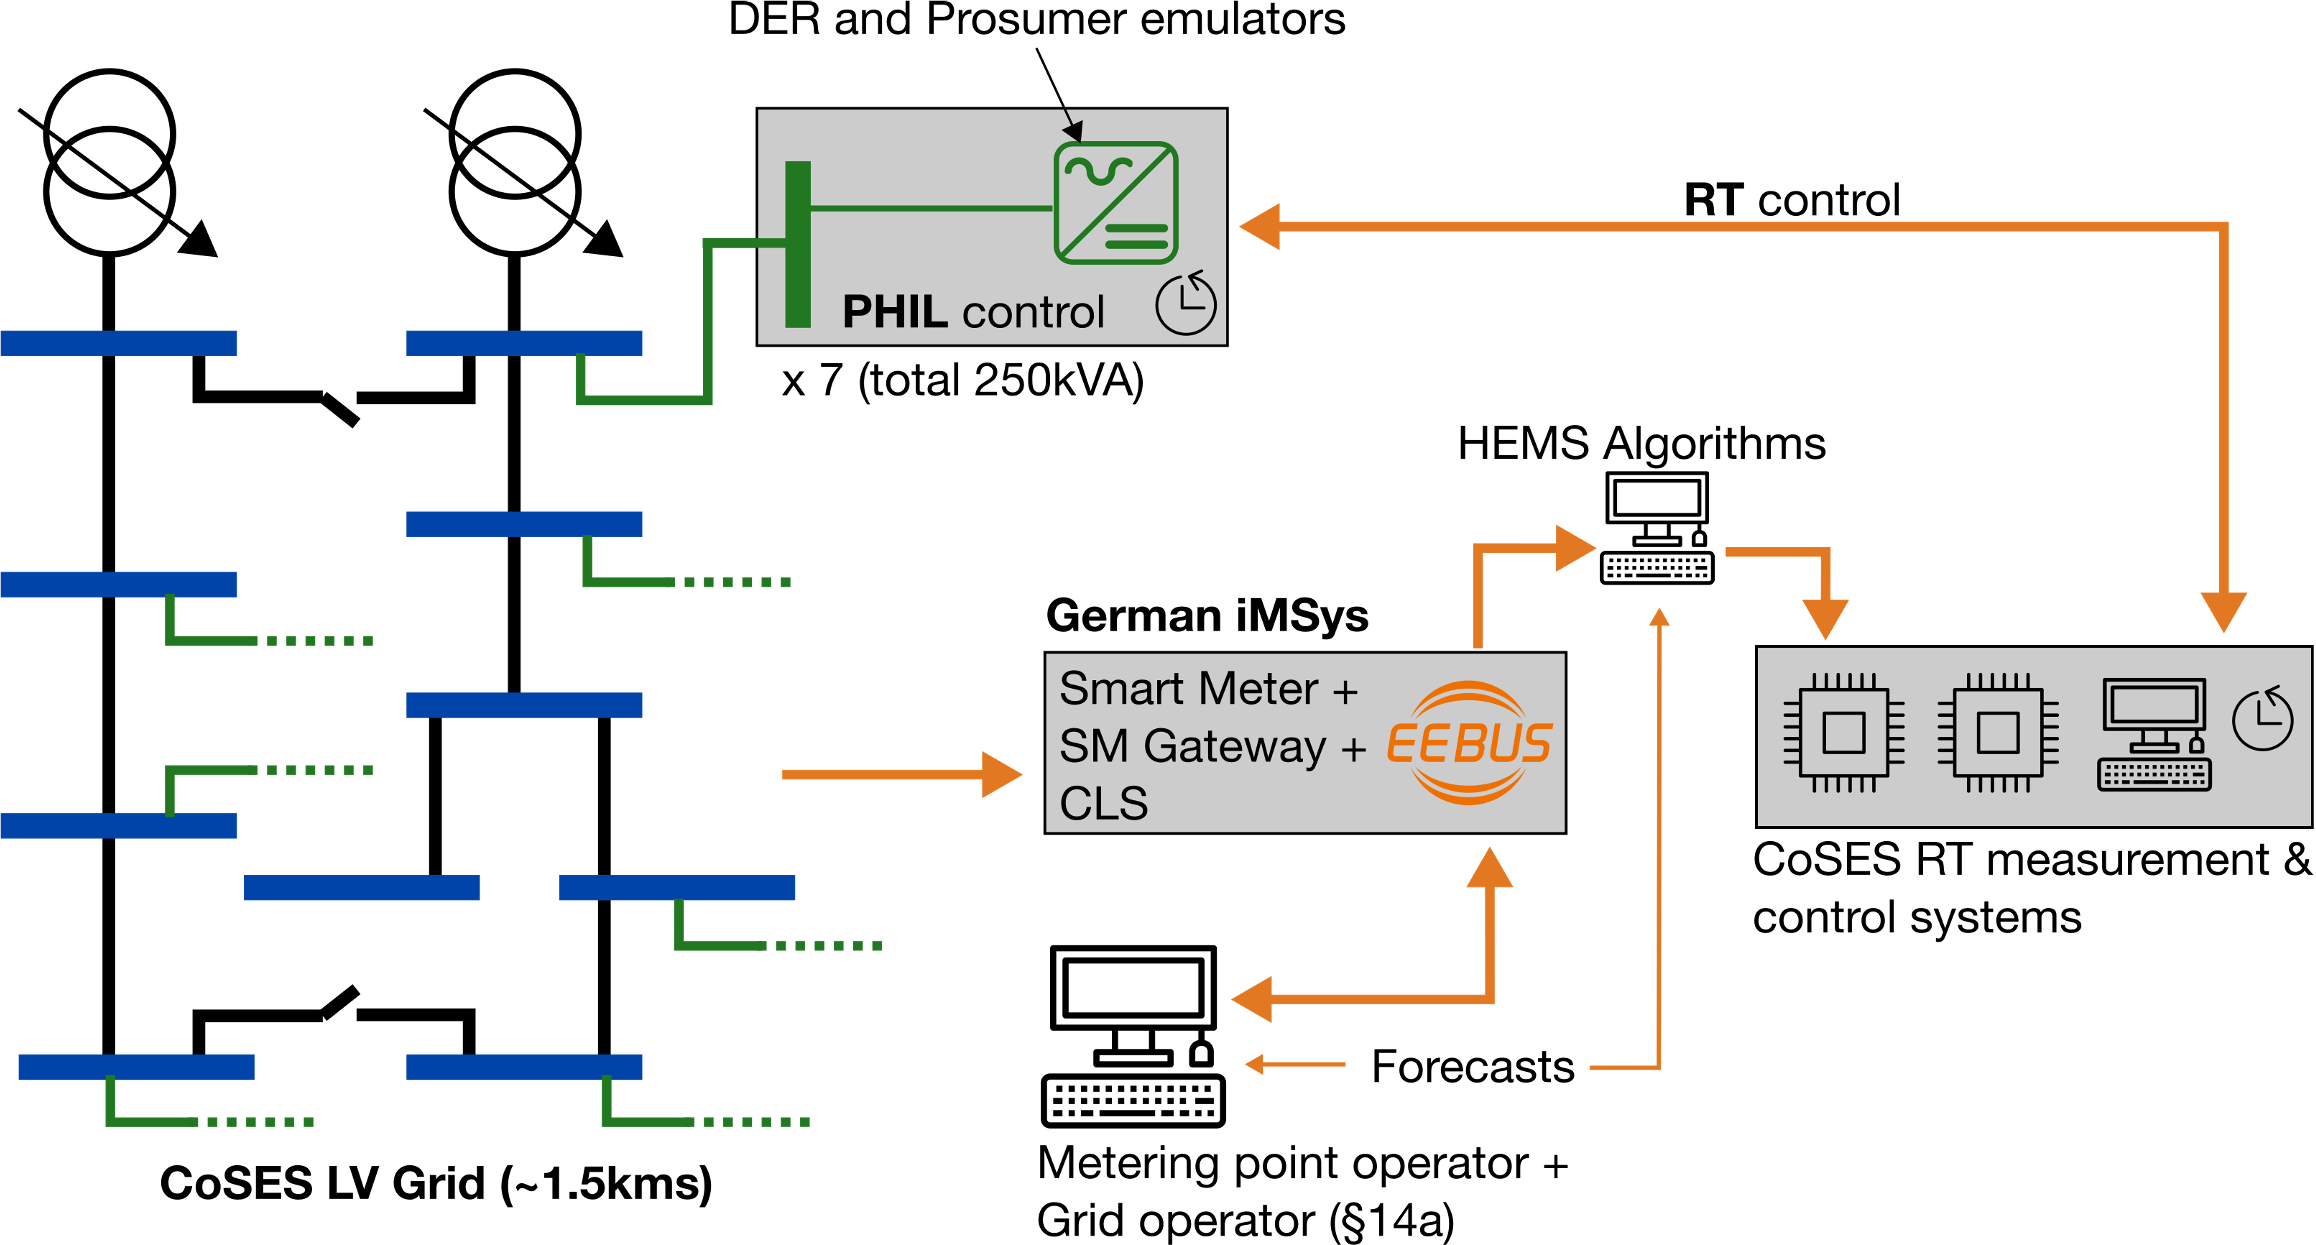 DER and Prosumer emulators
PHIL control
x 7 (total 250kVA)
RT control
HEMS Algorithms
German iMSys
Smart Meter +
SM Gateway +
CLS
EEBUS
CoSES RT measurement &
control systems
Forecasts
Metering point operator +
Grid operator (§14a)
CoSES LV Grid (~1.5kms)